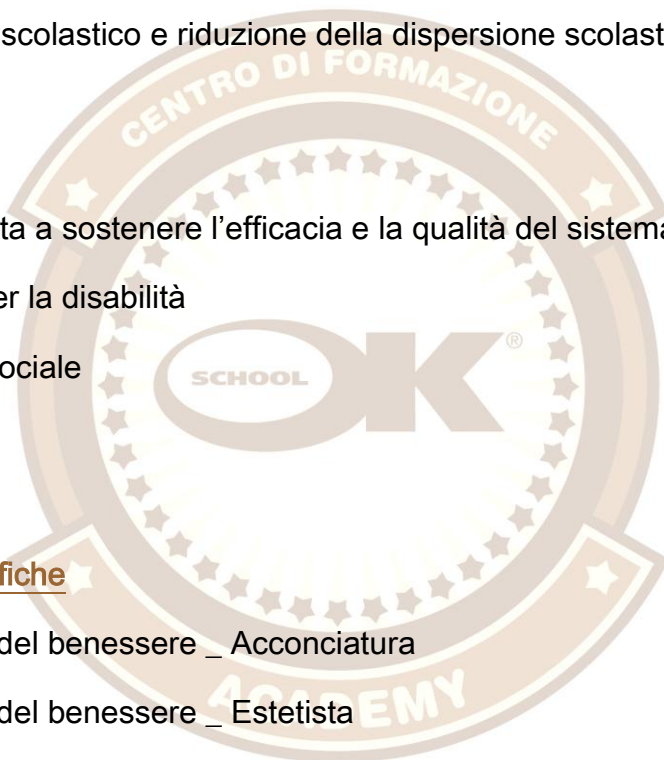 scolastico e riduzione della dispersione scolast
CENTRO DI FORMAZIONE
ta a sostenere l’efficacia e la qualità del sistema
er la disabilità
ociale
SCHOOL OK ®
fiche
del benessere _ Acconciatura
del benessere _ Estetista
ACADEMY